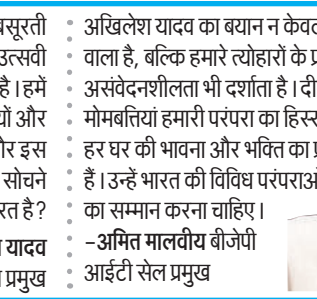 बसूरती
उत्सवी
है। हमें
यों और
और इस
सोचने
रत है?
यादव
प्रमुख
अखिलेश यादव का बयान न केवल
वाला है, बल्कि हमारे त्योहारों के प्र
असंवेदनशीलता भी दर्शाता है। दी
मोमबत्तियां हमारी परंपरा का हिस्स
हर घर की भावना और भक्ति का प्र
हैं। उन्हें भारत की विविध परंपराओ
का सम्मान करना चाहिए।
-अमित मालवीय बीजेपी
आईटी सेल प्रमुख